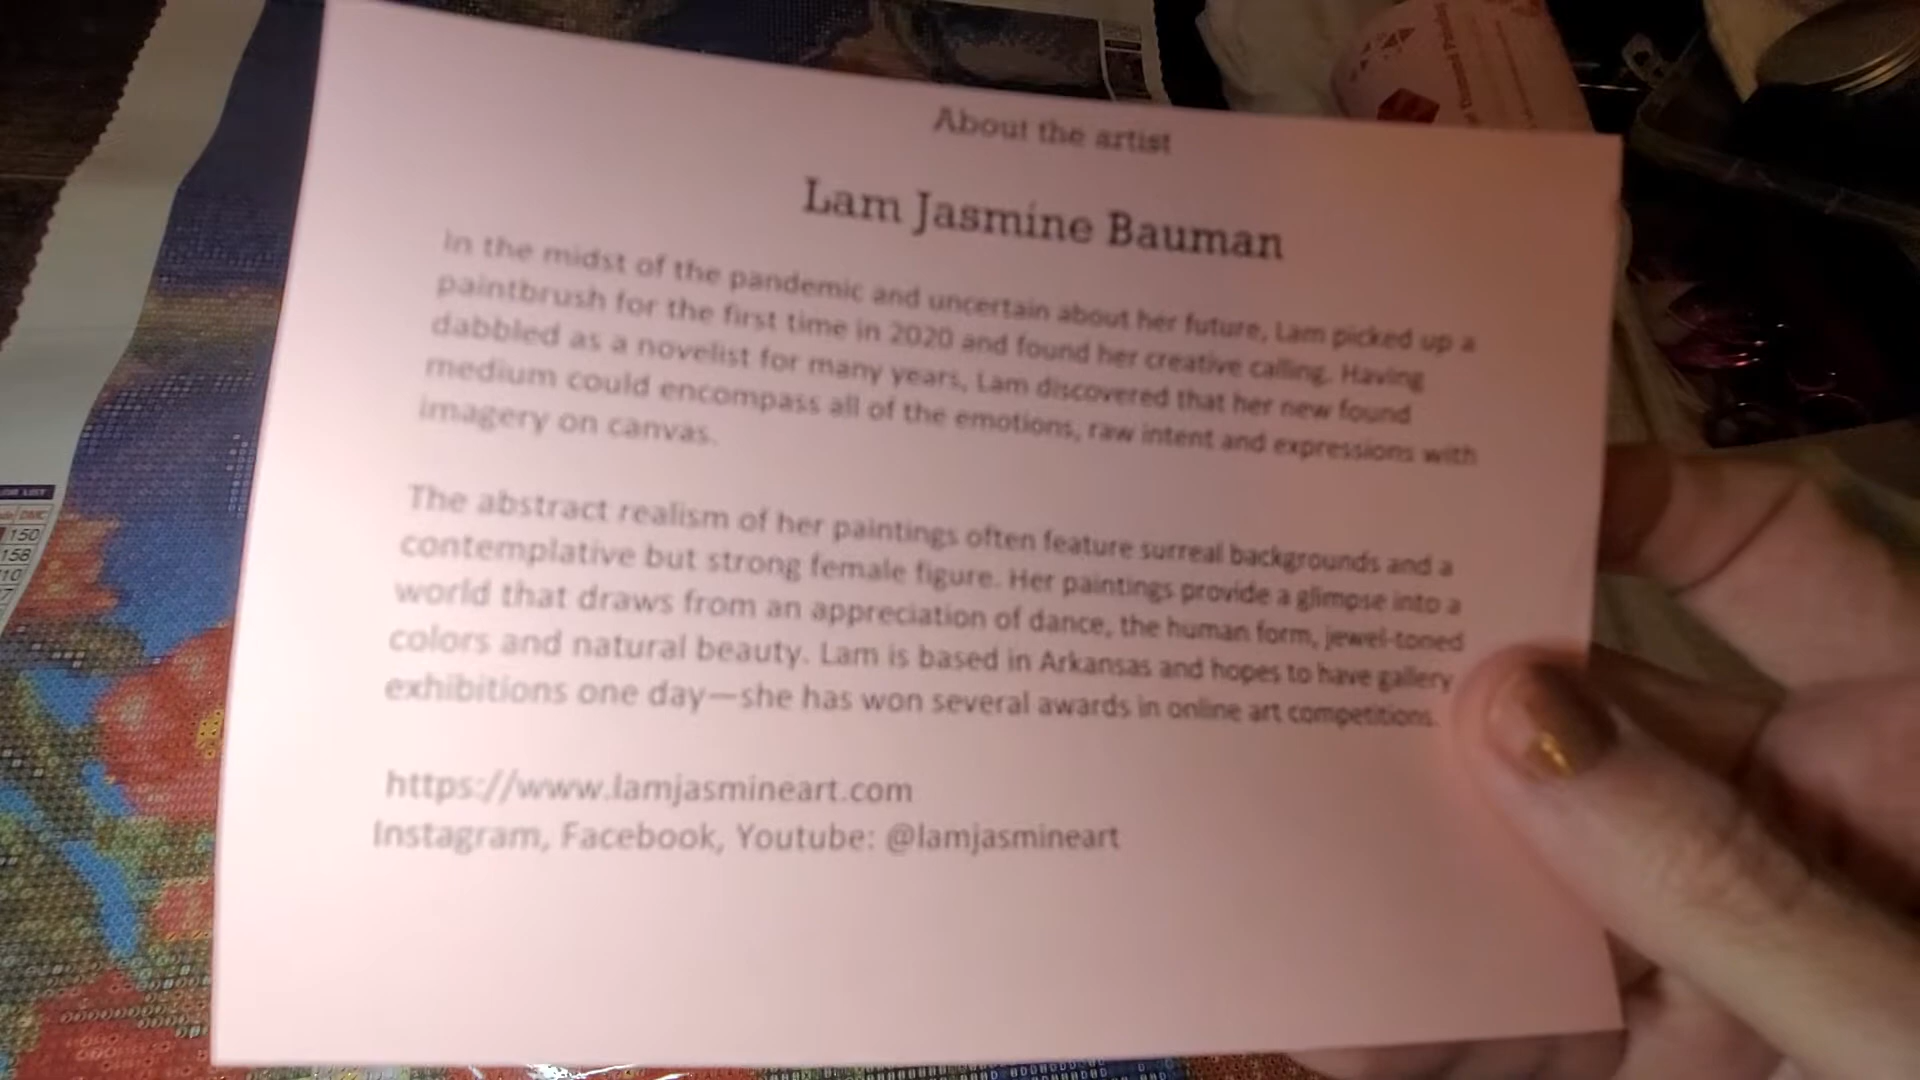 About the artist
Lam Jasmine Bauman
In the midst of the pandemic and uncertain about her future, Lam picked up a
paintbrush for the first time in 2020 and found her creative calling. Having
dabbled as a novelist for many years, Lam discovered that her new found
medium could encompass all of the emotions, raw intent and expressions with
imagery on canvas.
The abstract realism of her paintings often feature surreal backgrounds and a
contemplative but strong female figure. Her paintings provide a glimpse into a
world that draws from an appreciation of dance, the human form, jewel-toned
colors and natural beauty. Lam is based in Arkansas and hopes to have gallery
exhibitions one day—she has won several awards in online art competitions.
https://www.lamjasmineart.com
Instagram, Facebook, Youtube: @lamjasmineart
DMC
150
158